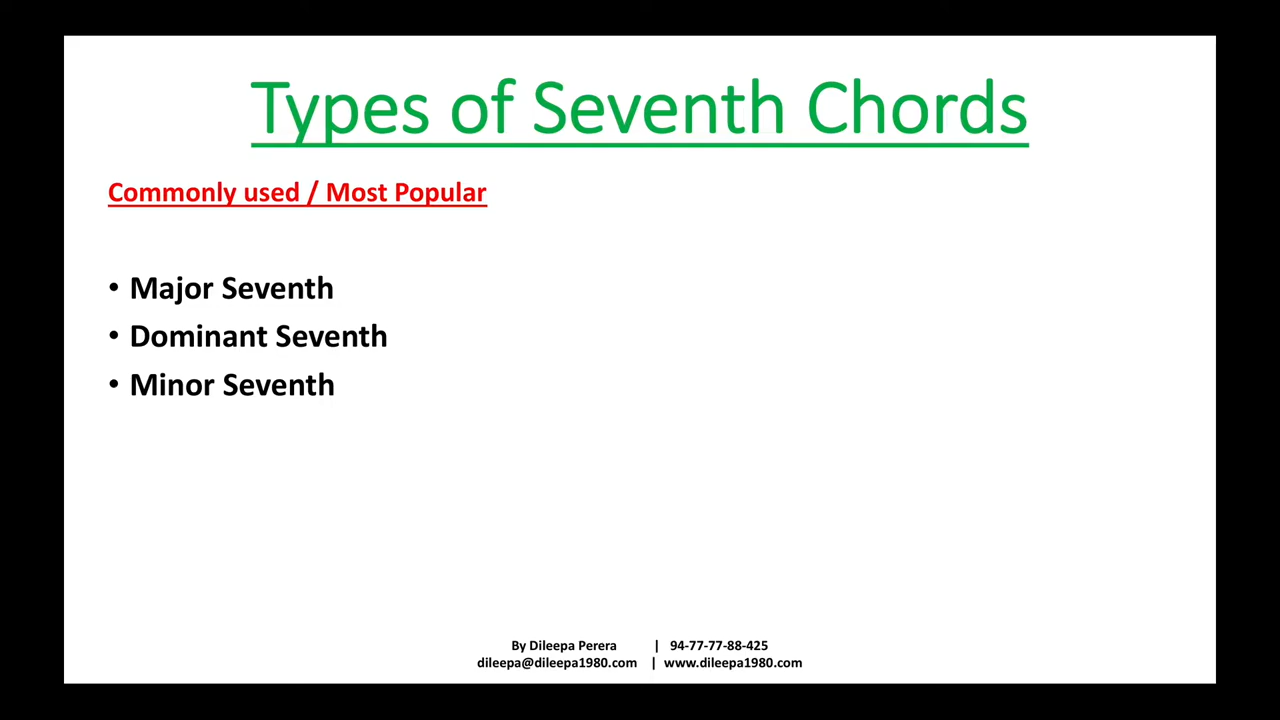 Types of Seventh Chords
Commonly used / Most Popular
• Major Seventh
• Dominant Seventh
• Minor Seventh
By Dileepa Perera | 94-77-77-88-425
dileepa@dileepa1980.com | www.dileepa1980.com